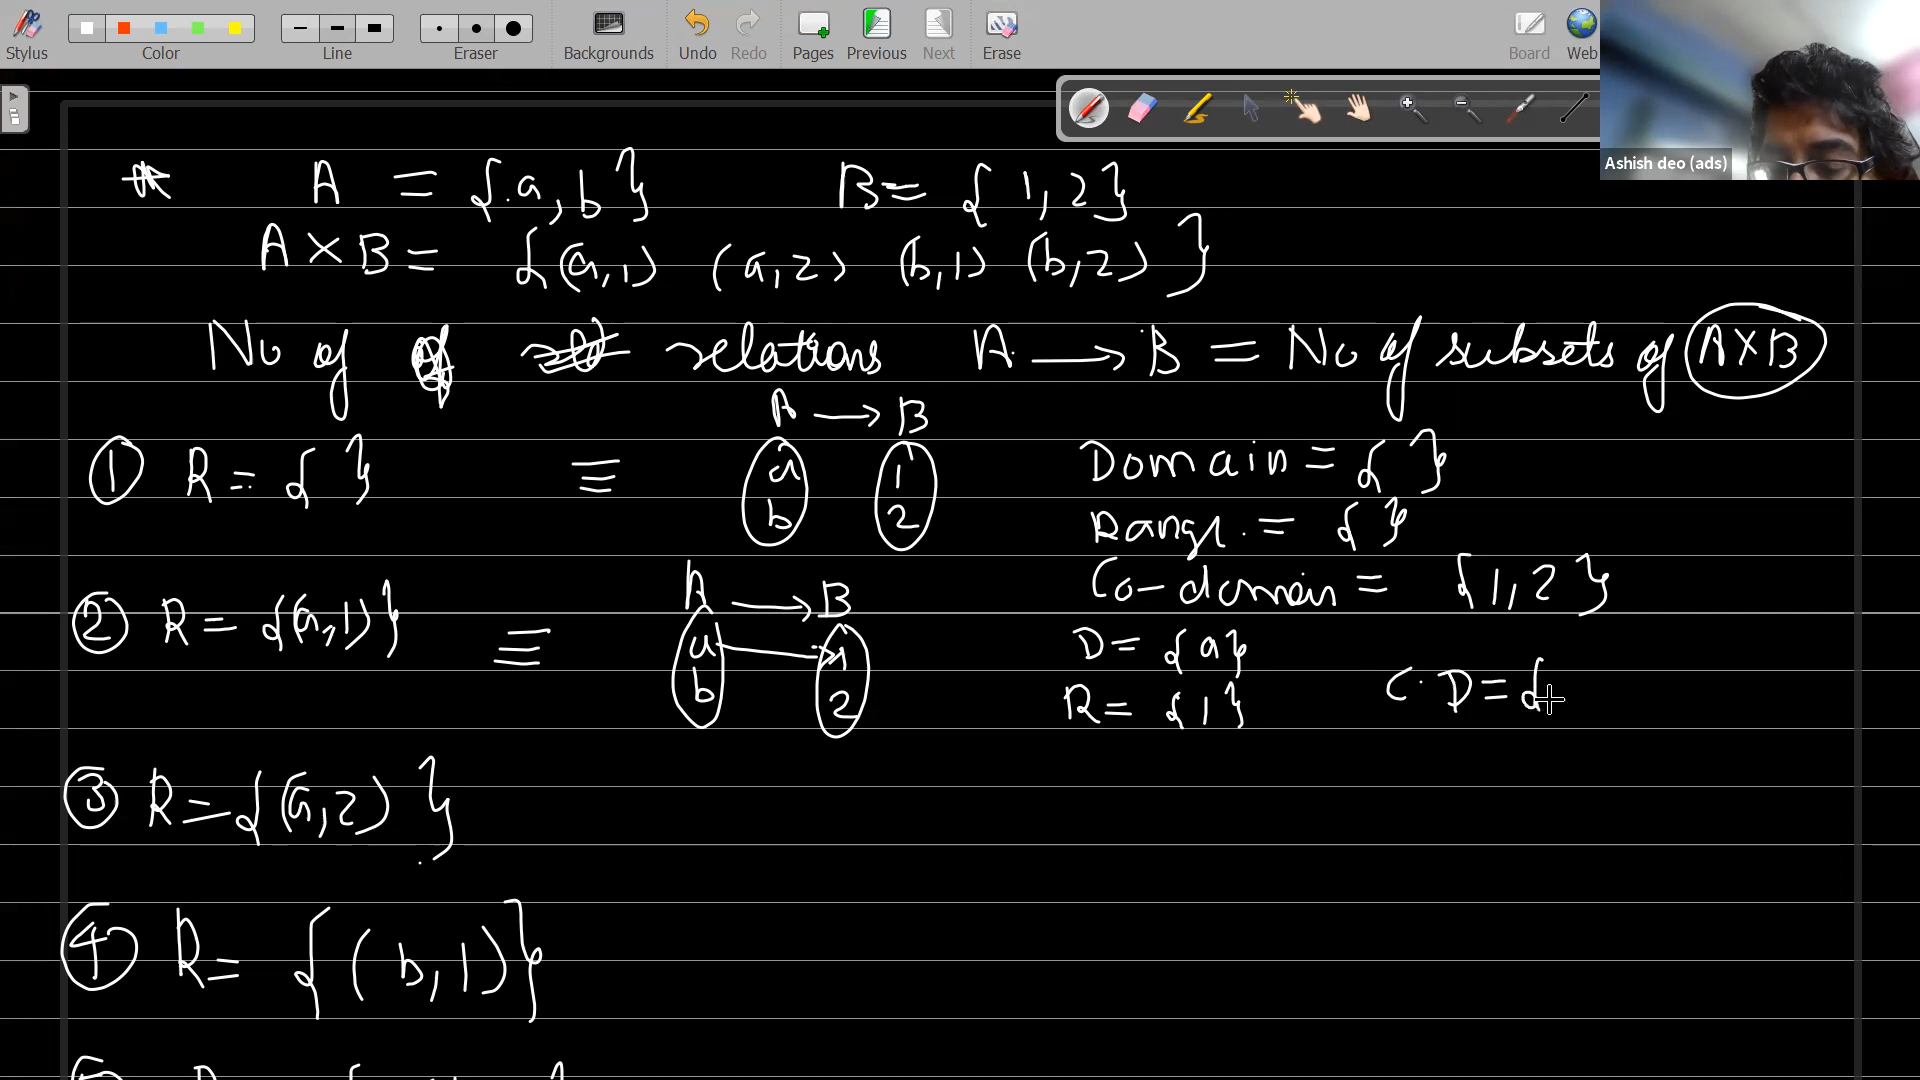 Stylus Color Line Eraser Backgrounds Undo Redo Pages Previous Next Erase Board Web
Ashish deo (ads)
A = {a, b} B = {1, 2}
A × B = {(a, 1) (a, 2) (b, 1) (b, 2)}
No of relations A → B = No of subsets of A × B
A → B
① R = { } ≡ a b 1 2 Domain = { }
Range = { }
Co-domain = {1, 2}
A → B
② R = {(a, 1)} ≡ a b 1 2 D = {a}
R = {1} C. D = {
③ R = {(a, 2)}
④ R = {(b, 1)}